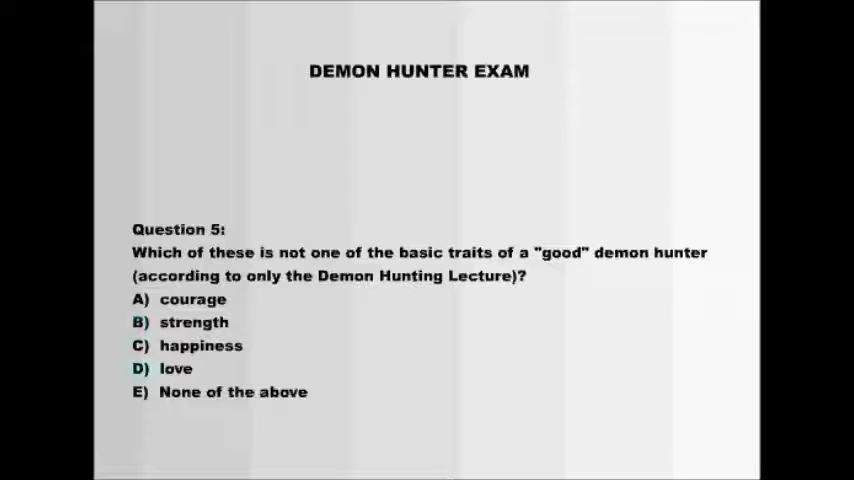 DEMON HUNTER EXAM
Question 5:
Which of these is not one of the basic traits of a "good" demon hunter
(according to only the Demon Hunting Lecture)?
A) courage
B) strength
C) happiness
D) love
E) None of the above